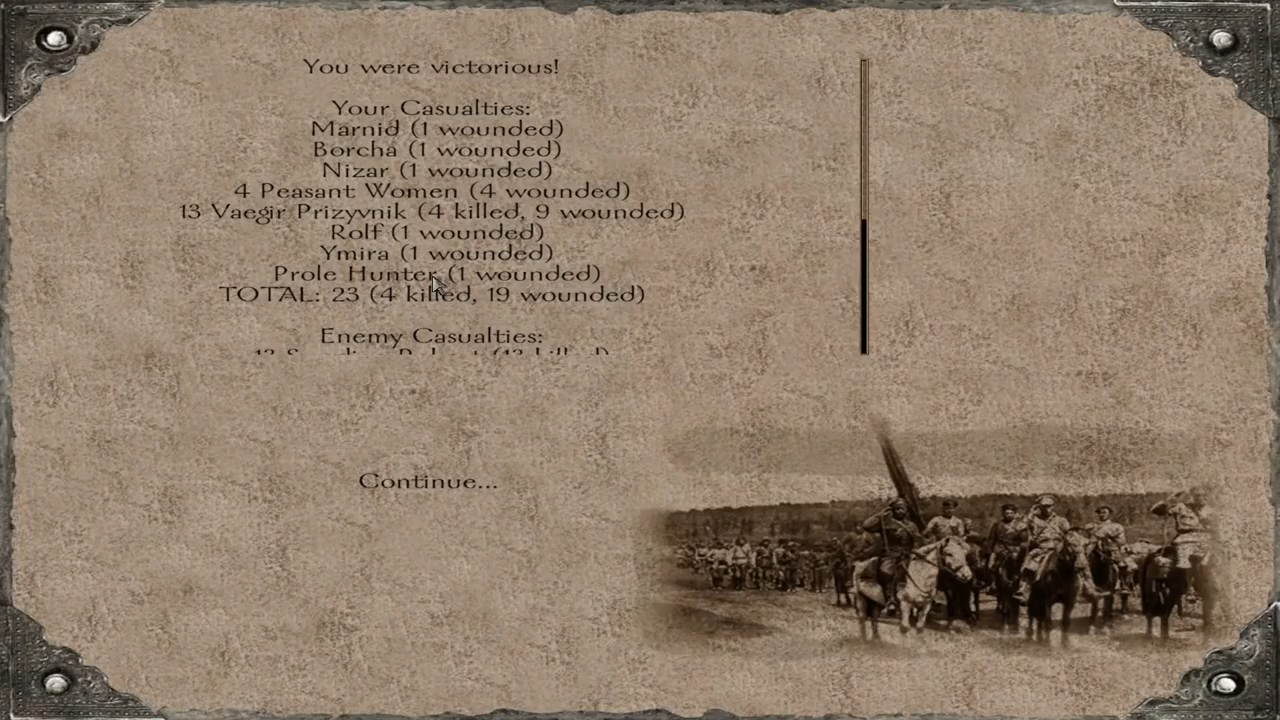 You were victorious!
Your Casualties:
Marnid (1 wounded)
Borcha (1 wounded)
Nizar (1 wounded)
4 Peasant Women (4 wounded)
13 Vaegir Prizyvnik (4 killed, 9 wounded)
Rolf (1 wounded)
Ymira (1 wounded)
Prole Hunter (1 wounded)
TOTAL: 23 (4 killed, 19 wounded)
Enemy Casualties:
Continue...